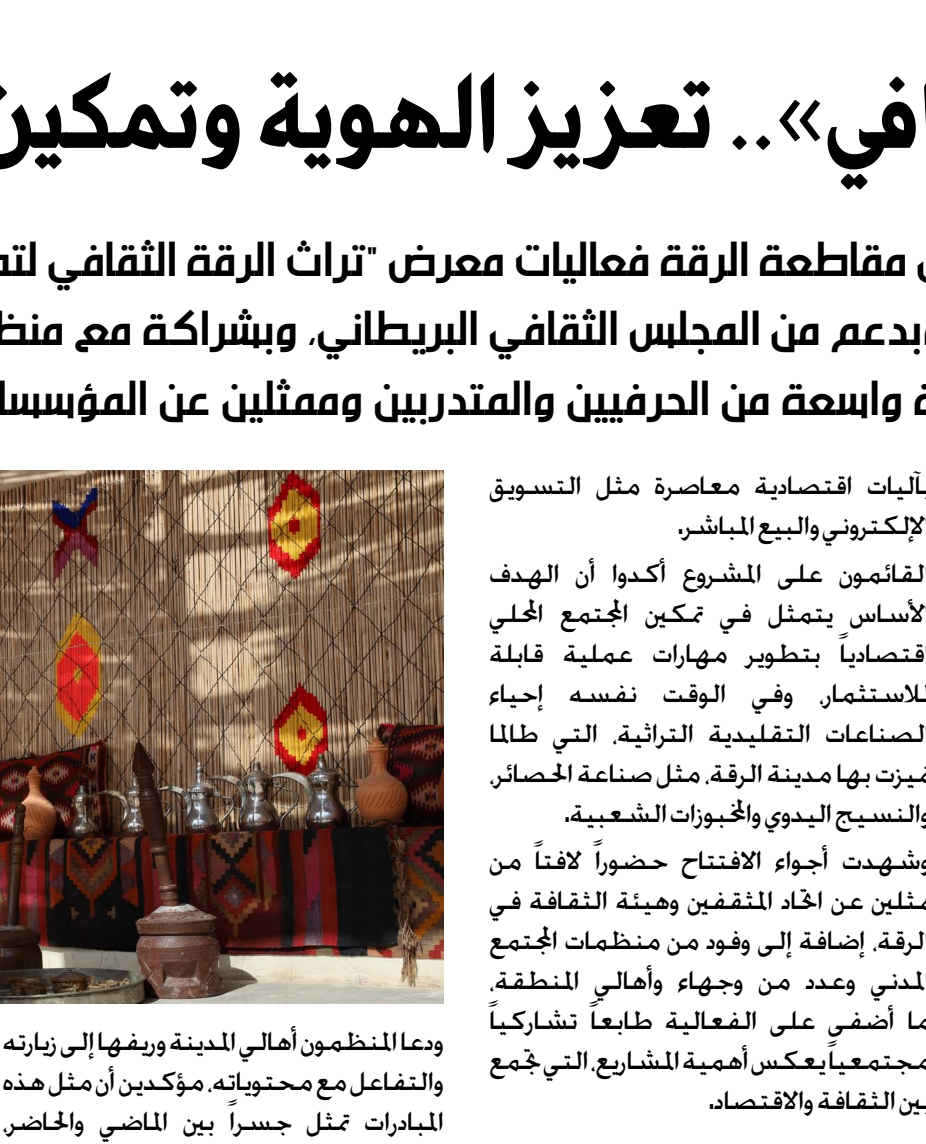 افي».. تعزيز الهوية وتمكين
مقاطعة الرقة فعاليات معرض "تراث الرقة الثقافي
وبدعم من المجلس الثقافي البريطاني، وبشراكة مع
واسعة من الحرفيين والمتدربين وممثلين عن
بآليات اقتصادية معاصرة مثل التسويق
الإلكتروني والبيع المباشر.
القائمون على المشروع أكدوا أن الهدف
الأساس يتمثل في تمكين المجتمع المحلي
اقتصادياً بتطوير مهارات عملية قابلة
للاستثمار، وفي الوقت نفسه إحياء
الصناعات التقليدية التراثية، التي طالما
تميزت بها مدينة الرقة، مثل صناعة الحصائر،
والنسيج اليدوي والمخبوزات الشعبية.
وشهدت أجواء الافتتاح حضوراً لافتاً من
ممثلين عن اتحاد المثقفين وهيئة الثقافة في
الرقة، إضافة إلى وفود من منظمات المجتمع
المدني وعدد من وجهاء وأهالي المنطقة،
ما أضفى على الفعالية طابعاً تشاركياً
مجتمعياً يعكس أهمية المشاريع، التي تجمع
بين الثقافة والاقتصاد.
ودعا المنظمون أهالي المدينة وريفها إلى زيارته
والتفاعل مع محتوياته، مؤكدين أن مثل هذه
المبادرات تمثل جسراً بين الماضي والحاضر،